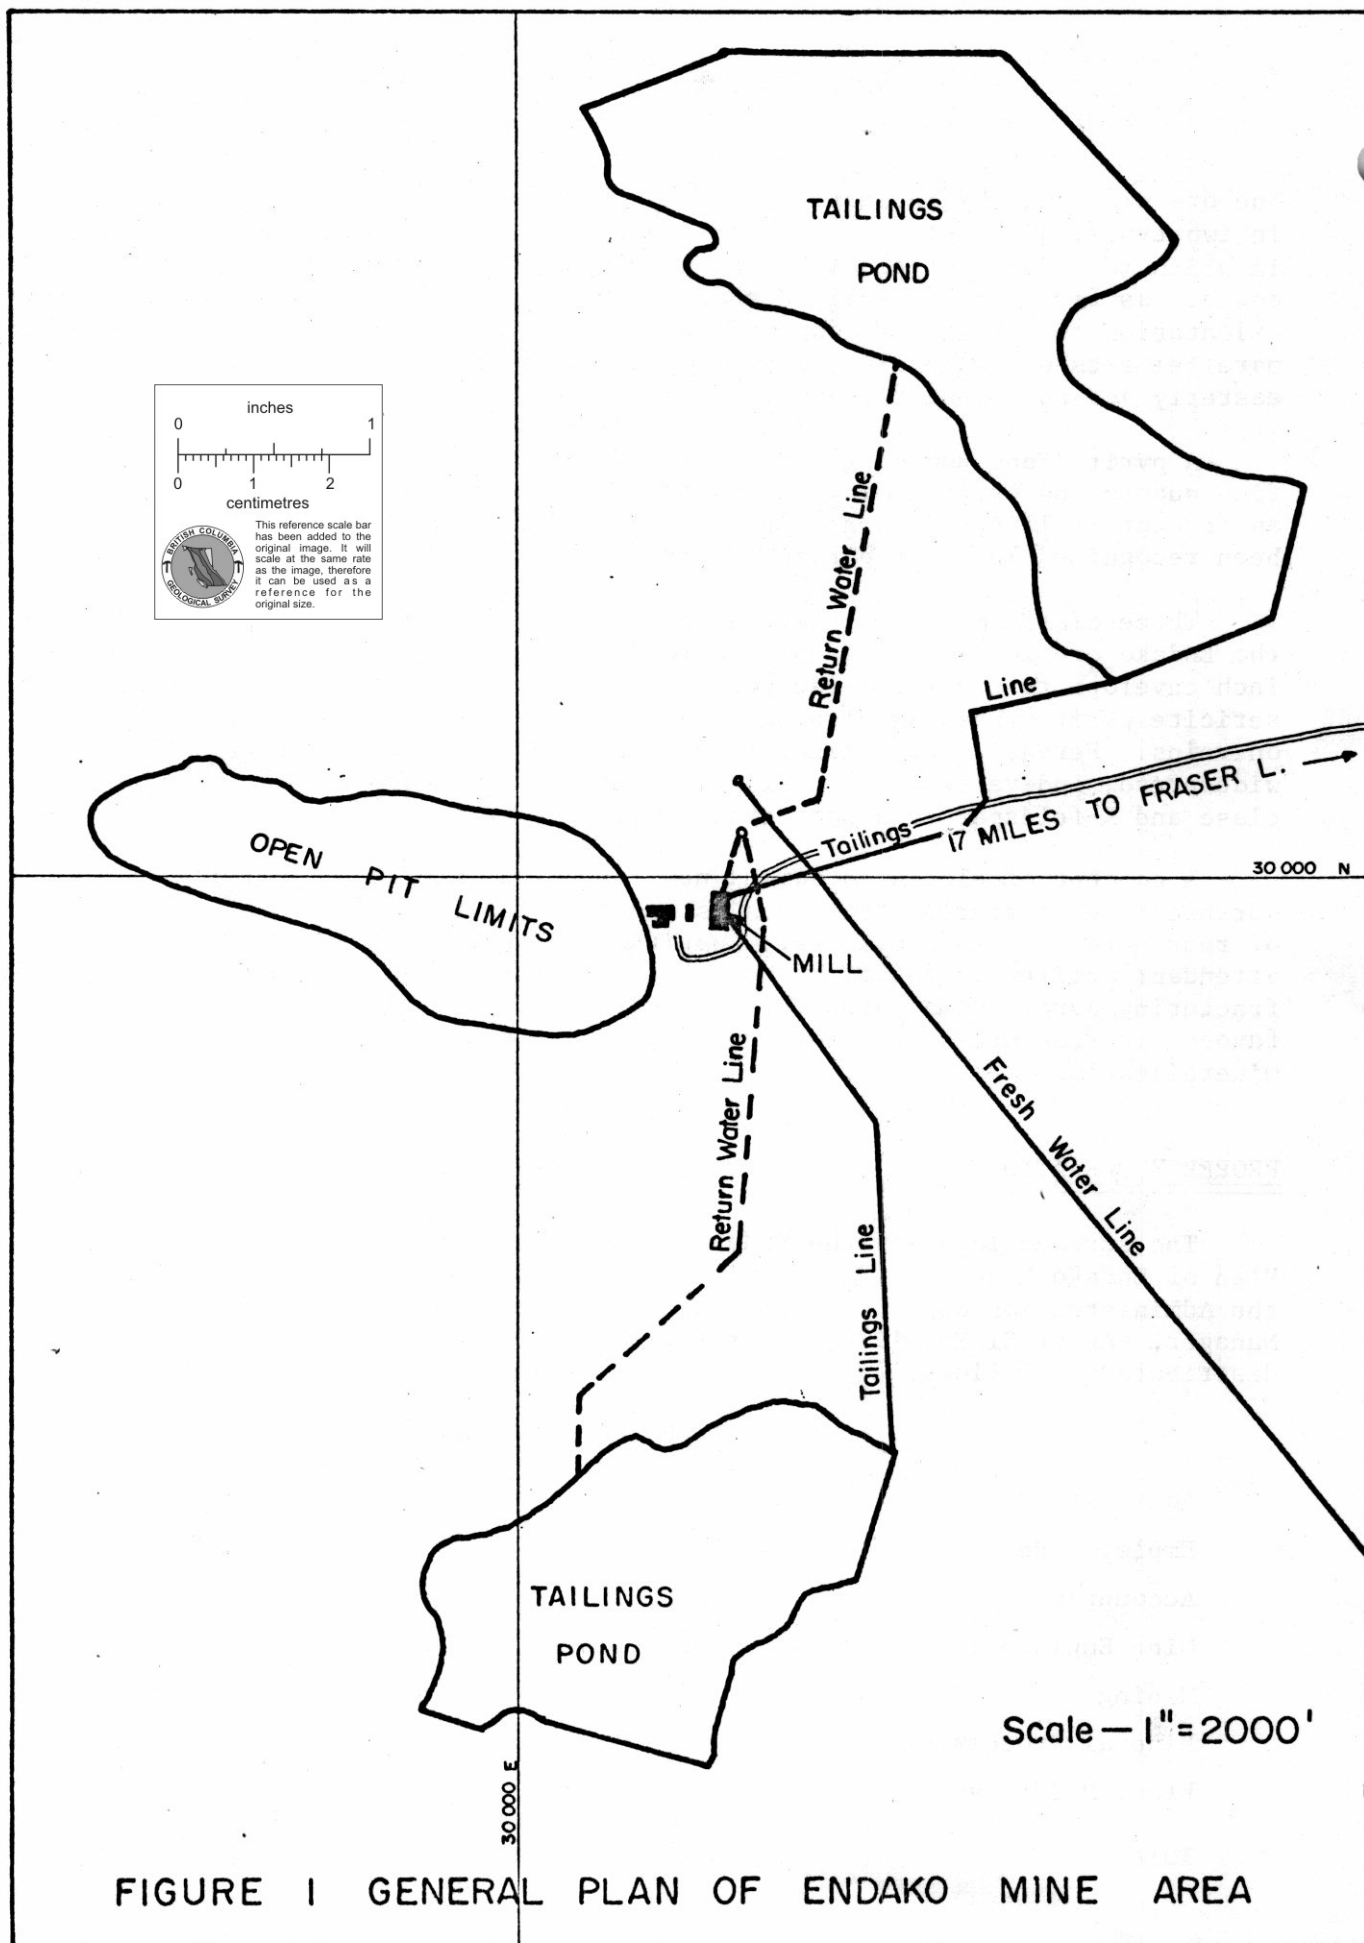 TAILINGS
POND
inches
0 1
0 1 2
centimetres
This reference scale bar
has been added to the
original image. It will
scale at the same rate
as the image, therefore
it can be used as a
reference for the
original size.
BRITISH COLUMBIA
GEOLOGICAL SURVEY
Return Water Line
Line
17 MILES TO FRASER L.
Tailings
OPEN PIT LIMITS
30 000 N
MILL
Return Water Line
Fresh Water Line
Tailings Line
TAILINGS
POND
Scale — 1" = 2000'
30 000 E
FIGURE 1 GENERAL PLAN OF ENDAKO MINE AREA